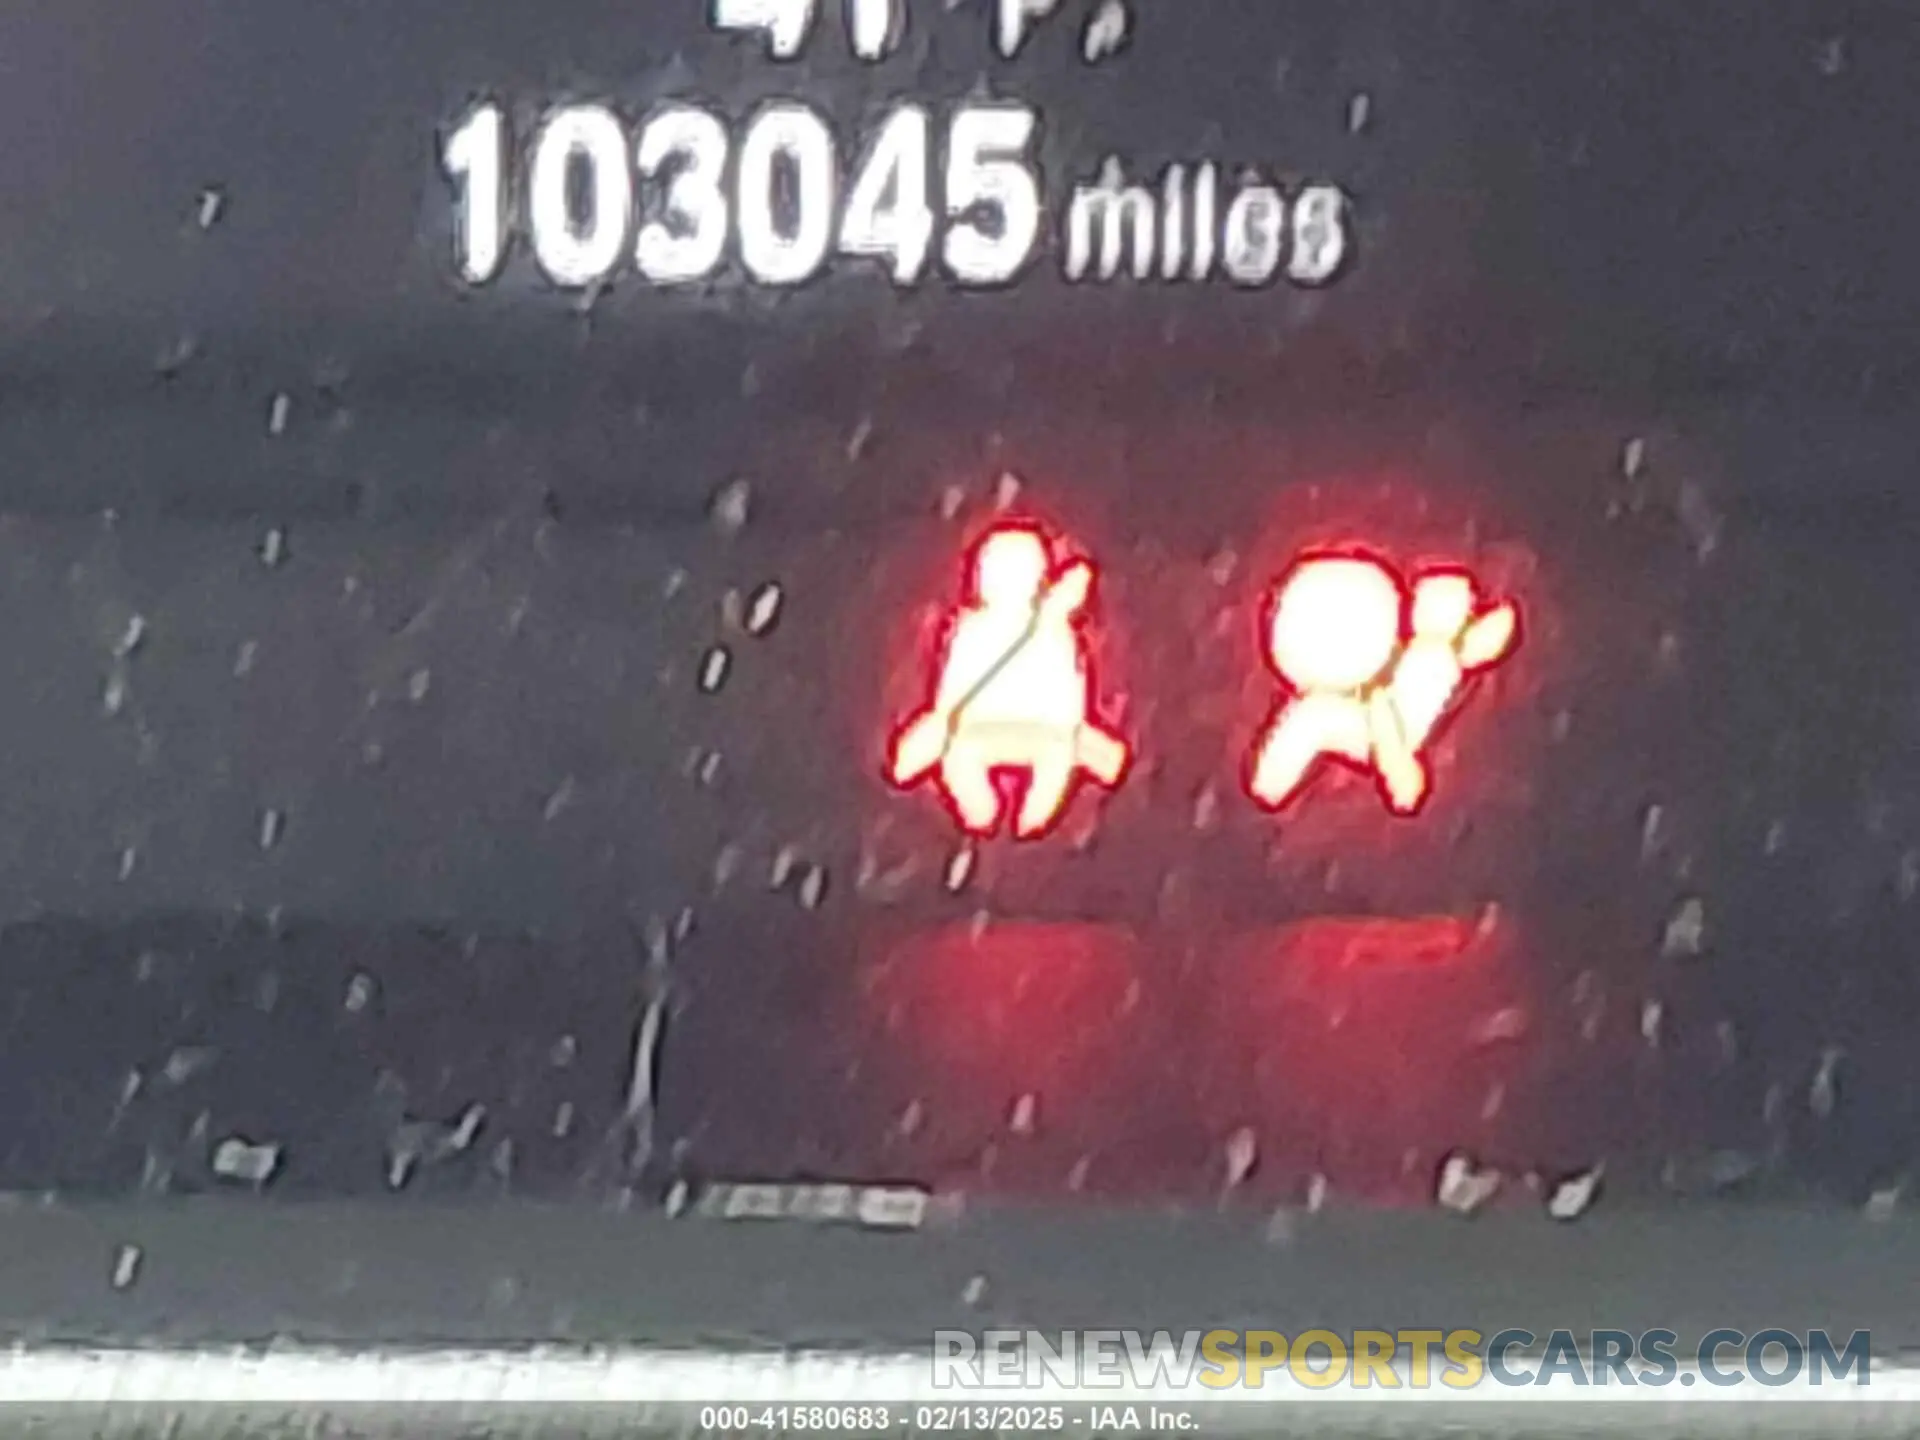 103045 miles
RENEWSPORTSCARS.COM
000-41580683 - 02/13/2025 - IAA Inc.